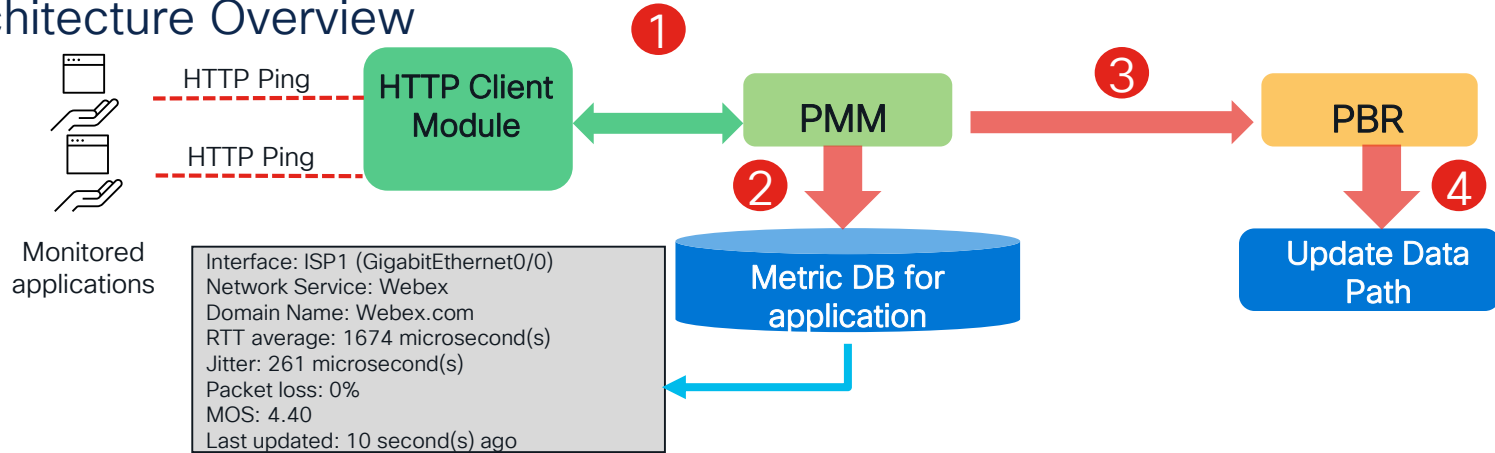 chitecture Overview
1
3
HTTP Ping
HTTP Client
Module
PMM
PBR
HTTP Ping
2
4
Monitored
applications
Interface: ISP1 (GigabitEthernet0/0)
Network Service: Webex
Domain Name: Webex.com
RTT average: 1674 microsecond(s)
Jitter: 261 microsecond(s)
Packet loss: 0%
MOS: 4.40
Last updated: 10 second(s) ago
Metric DB for
application
Update Data
Path